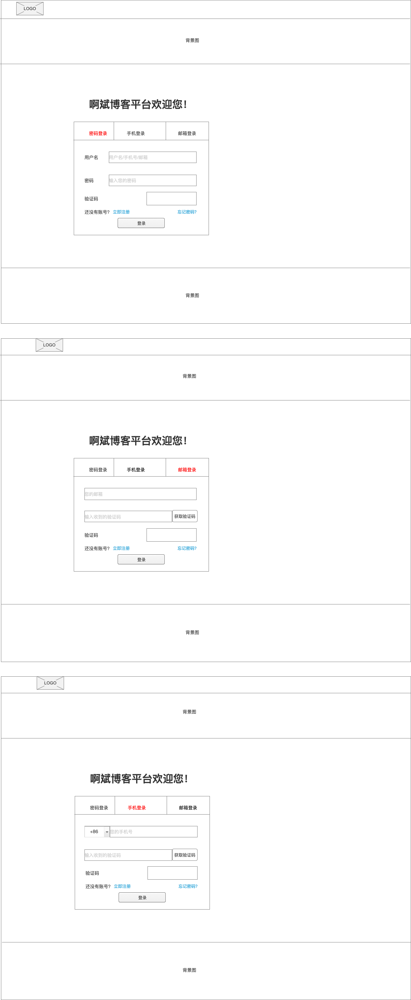 LOGO
背景图
啊斌博客平台欢迎您！
密码登录 手机登录 邮箱登录
用户名 用户名/手机号/邮箱
密码 输入您的密码
验证码
还没有账号? 立即注册 忘记密码?
登录
背景图
LOGO
背景图
啊斌博客平台欢迎您！
密码登录 手机登录 邮箱登录
您的邮箱
输入收到的验证码 获取验证码
验证码
还没有账号? 立即注册 忘记密码?
登录
背景图
LOGO
背景图
啊斌博客平台欢迎您！
密码登录 手机登录 邮箱登录
+86 您的手机号
输入收到的验证码 获取验证码
验证码
还没有账号? 立即注册 忘记密码?
登录
背景图